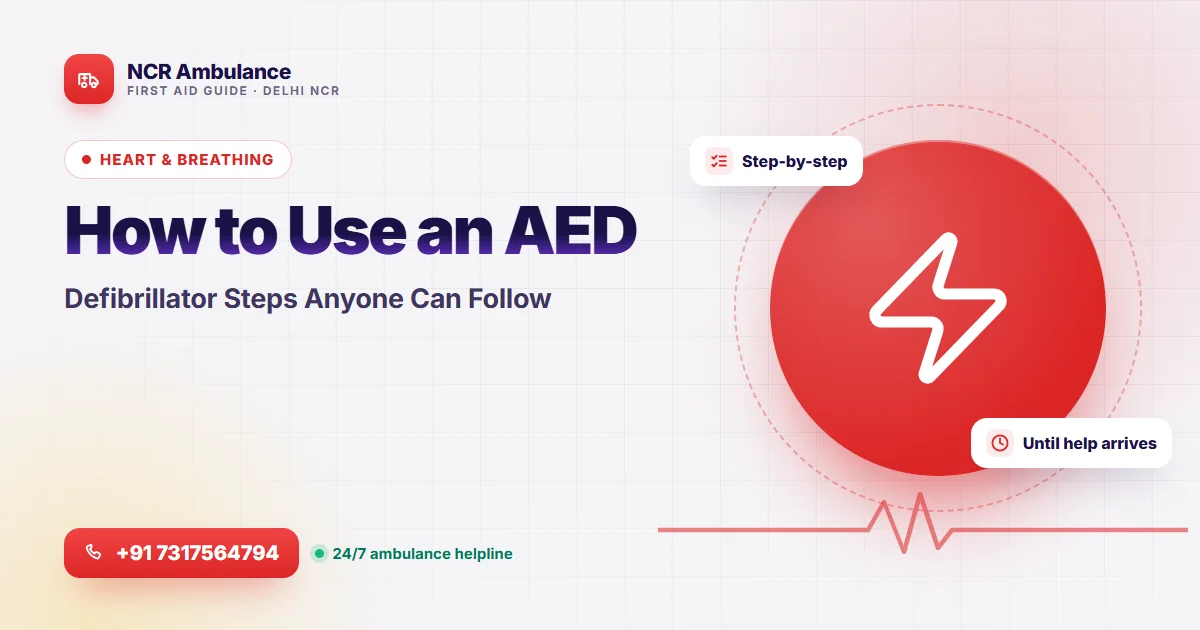 NCR Ambulance
FIRST AID GUIDE · DELHI NCR
HEART & BREATHING
How to Use an AED
Defibrillator Steps Anyone Can Follow
Step-by-step
Until help arrives
+91 7317564794
24/7 ambulance helpline